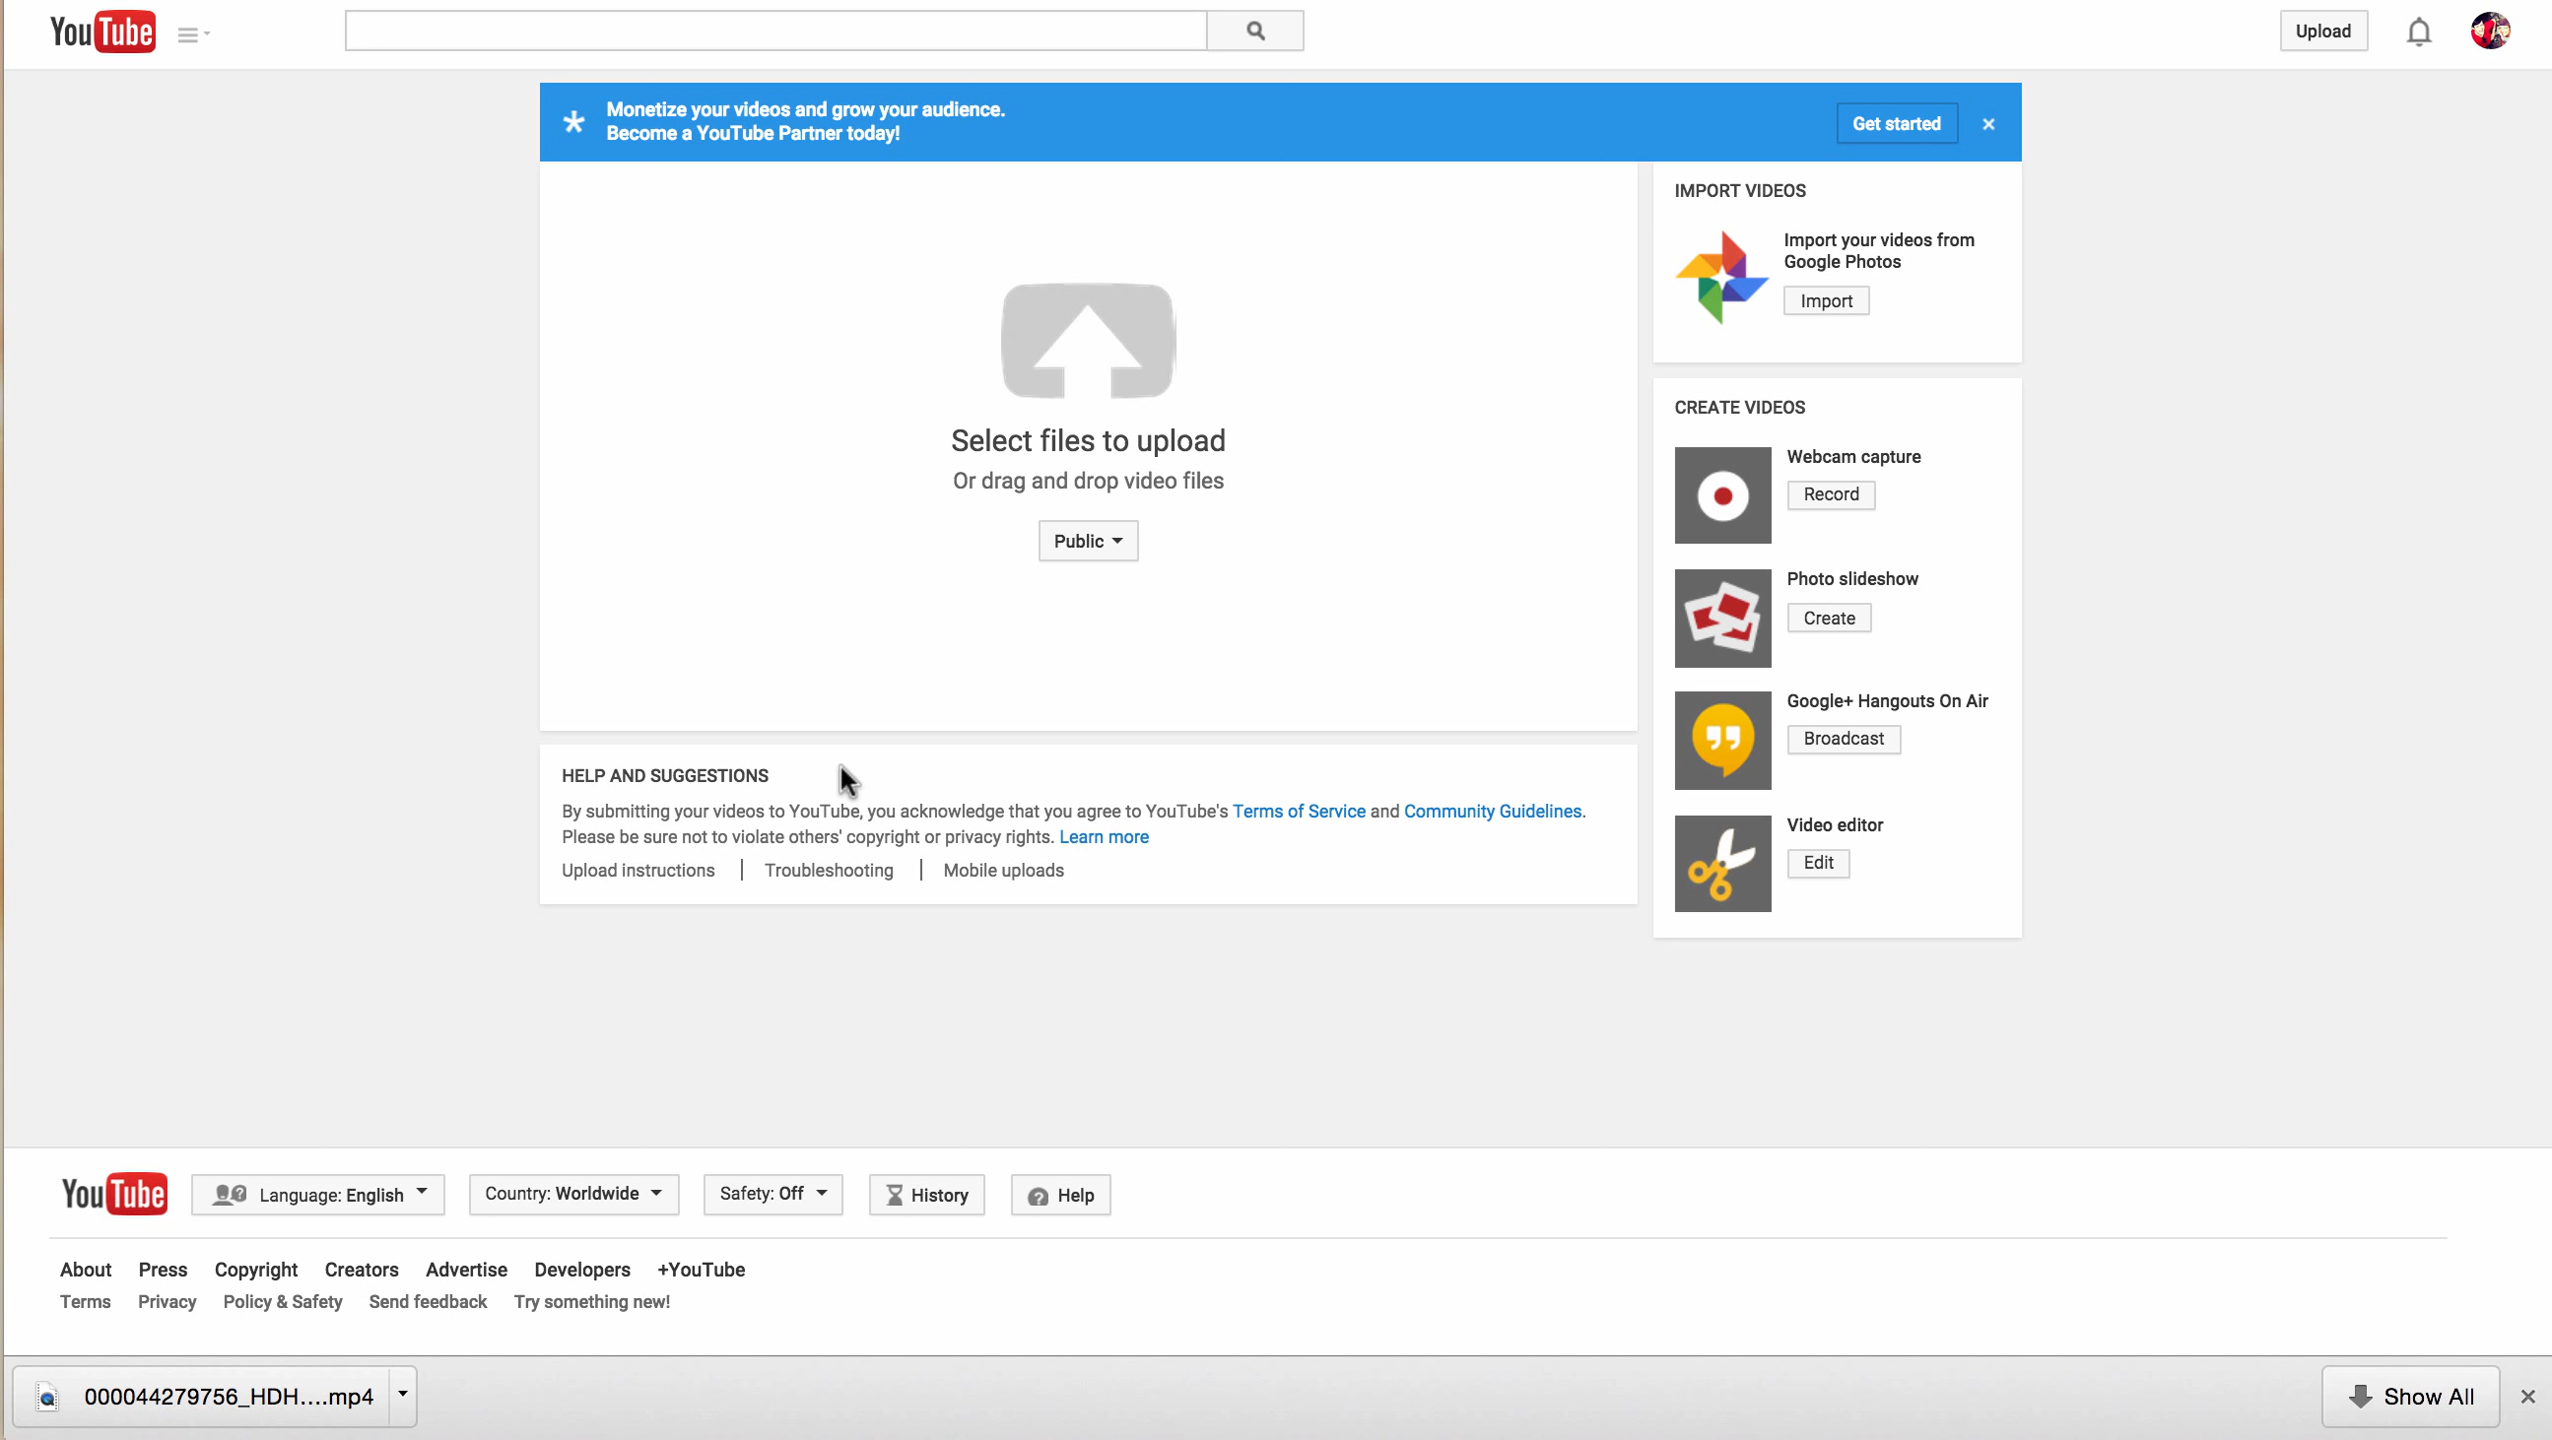 YouTube
Upload
Monetize your videos and grow your audience.
Become a YouTube Partner today!
Get started
Select files to upload
Or drag and drop video files
Public
HELP AND SUGGESTIONS
By submitting your videos to YouTube, you acknowledge that you agree to YouTube's Terms of Service and Community Guidelines.
Please be sure not to violate others' copyright or privacy rights. Learn more
Upload instructions | Troubleshooting | Mobile uploads
IMPORT VIDEOS
Import your videos from
Google Photos
Import
CREATE VIDEOS
Webcam capture
Record
Photo slideshow
Create
Google+ Hangouts On Air
Broadcast
Video editor
Edit
YouTube Language: English Country: Worldwide Safety: Off History Help
About Press Copyright Creators Advertise Developers +YouTube
Terms Privacy Policy & Safety Send feedback Try something new!
000044279756_HDH....mp4 Show All